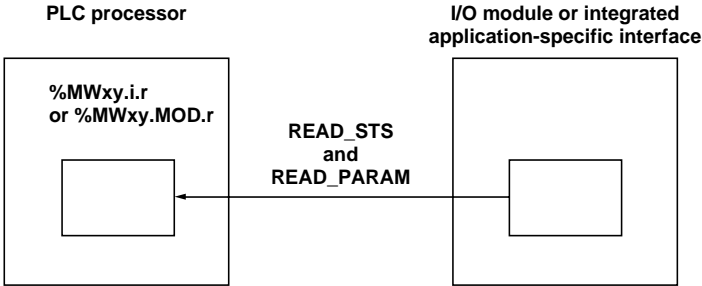 PLC processor
I/O module or integrated
application-specific interface
%MWxy.i.r
or %MWxy.MOD.r
READ_STS
and
READ_PARAM